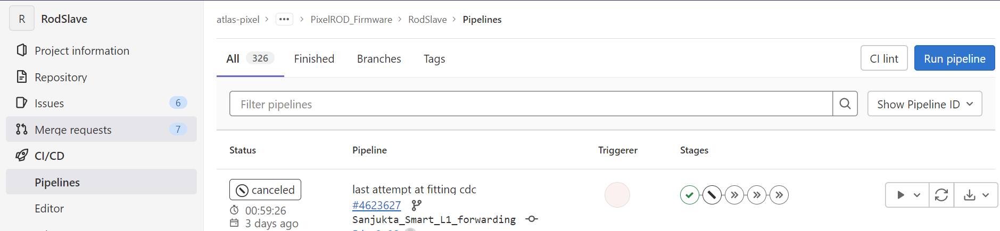 R RodSlave
Project information
Repository
Issues 6
Merge requests 7
CI/CD
Pipelines
Editor
atlas-pixel > ••• > PixelROD_Firmware > RodSlave > Pipelines
All 326 Finished Branches Tags CI lint Run pipeline
Filter pipelines Show Pipeline ID
Status Pipeline Triggerer Stages
canceled
00:59:26
3 days ago
last attempt at fitting cdc
#4623627
Sanjukta_Smart_L1_forwarding